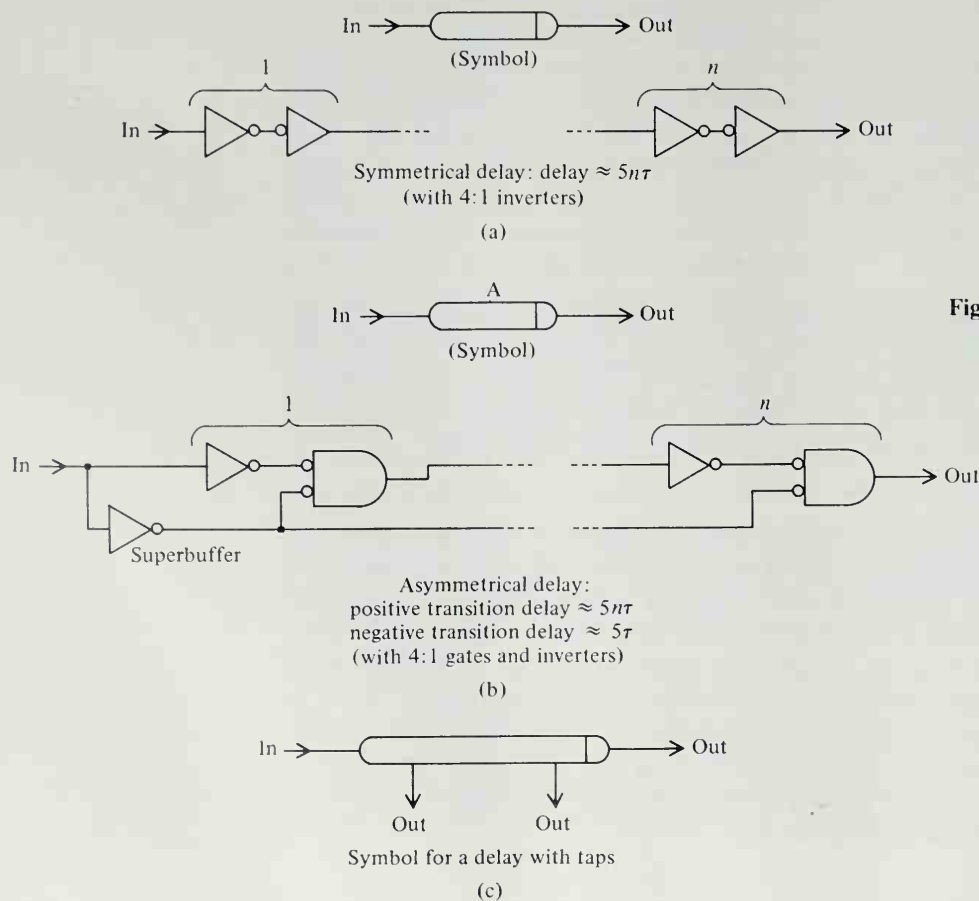 In Out
(Symbol)
1 n
In Out
Symmetrical delay: delay ≈ 5nτ
(with 4:1 inverters)
(a)
A
In Out
(Symbol)
Fig
1 n
In
Out
Superbuffer
Asymmetrical delay:
positive transition delay ≈ 5nτ
negative transition delay ≈ 5τ
(with 4:1 gates and inverters)
(b)
In Out
Out Out
Symbol for a delay with taps
(c)